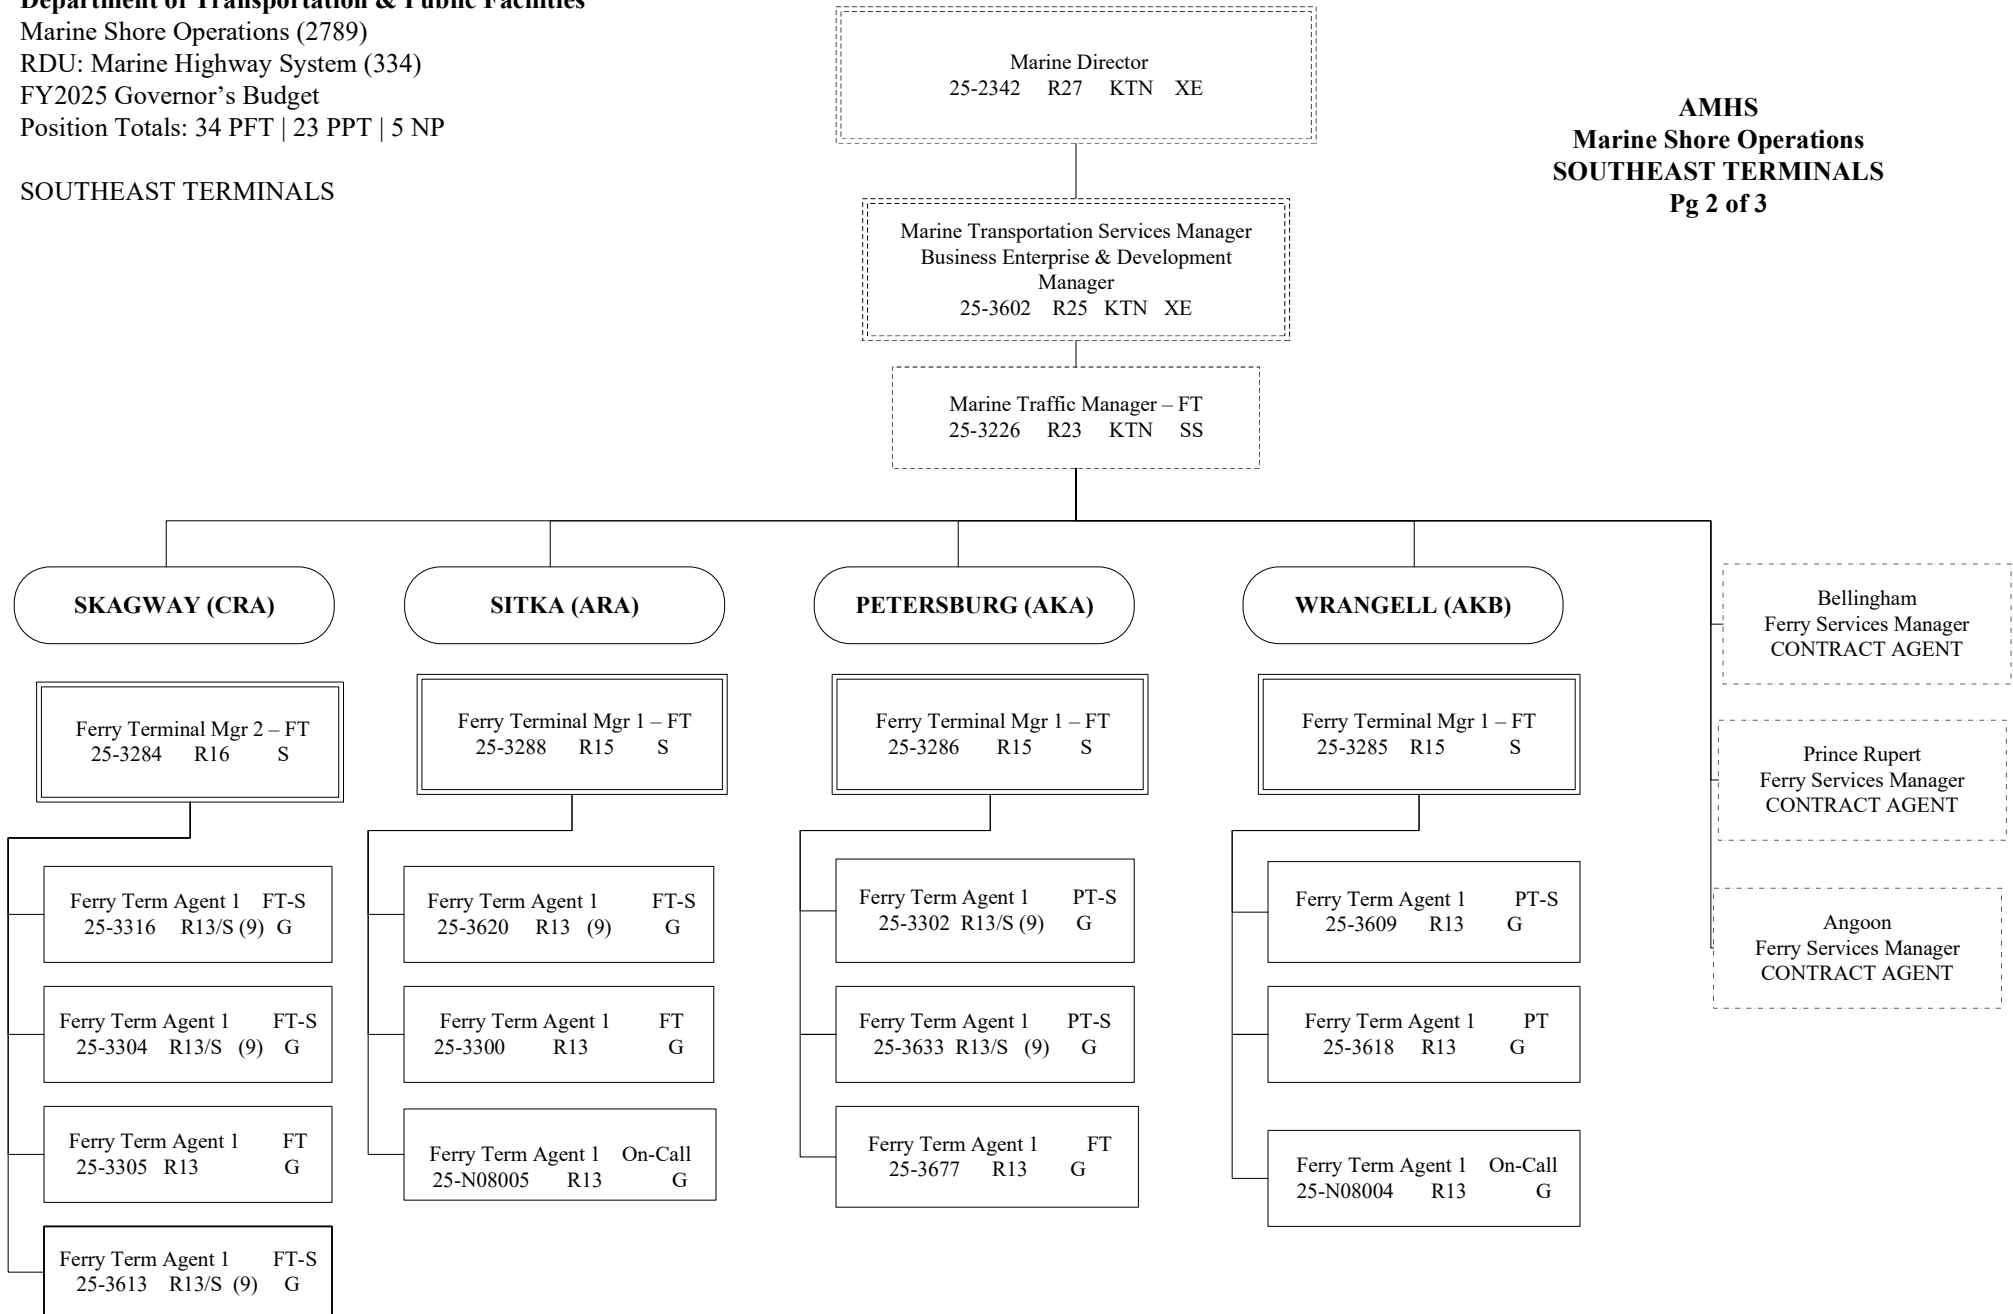 Department of Transportation & Public Facilities
Marine Shore Operations (2789)
RDU: Marine Highway System (334)
FY2025 Governor’s Budget
Position Totals: 34 PFT | 23 PPT | 5 NP
SOUTHEAST TERMINALS
Marine Director
25-2342 R27 KTN XE
AMHS
Marine Shore Operations
SOUTHEAST TERMINALS
Pg 2 of 3
Marine Transportation Services Manager
Business Enterprise & Development
Manager
25-3602 R25 KTN XE
Marine Traffic Manager – FT
25-3226 R23 KTN SS
SKAGWAY (CRA)
Ferry Terminal Mgr 2 – FT
25-3284 R16 S
Ferry Term Agent 1 FT-S
25-3316 R13/S (9) G
Ferry Term Agent 1 FT-S
25-3304 R13/S (9) G
Ferry Term Agent 1 FT
25-3305 R13 G
Ferry Term Agent 1 FT-S
25-3613 R13/S (9) G
SITKA (ARA)
Ferry Terminal Mgr 1 – FT
25-3288 R15 S
Ferry Term Agent 1 FT-S
25-3620 R13 (9) G
Ferry Term Agent 1 FT
25-3300 R13 G
Ferry Term Agent 1 On-Call
25-N08005 R13 G
PETERSBURG (AKA)
Ferry Terminal Mgr 1 – FT
25-3286 R15 S
Ferry Term Agent 1 PT-S
25-3302 R13/S (9) G
Ferry Term Agent 1 PT-S
25-3633 R13/S (9) G
Ferry Term Agent 1 FT
25-3677 R13 G
WRANGELL (AKB)
Ferry Terminal Mgr 1 – FT
25-3285 R15 S
Ferry Term Agent 1 PT-S
25-3609 R13 G
Ferry Term Agent 1 PT
25-3618 R13 G
Ferry Term Agent 1 On-Call
25-N08004 R13 G
Bellingham
Ferry Services Manager
CONTRACT AGENT
Prince Rupert
Ferry Services Manager
CONTRACT AGENT
Angoon
Ferry Services Manager
CONTRACT AGENT